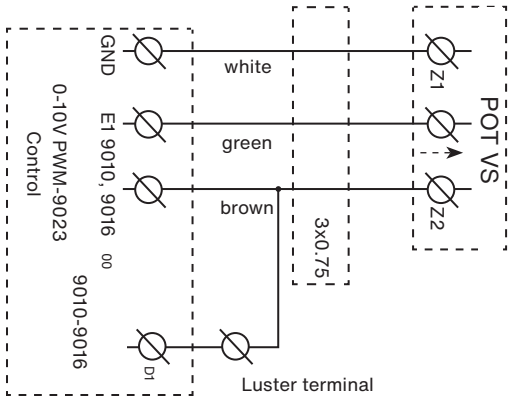 GND
white
Z1
0-10V PWM-9023
Control
E1 9010, 9016
green
POT VS
brown
Z2
00
3x0.75
9010-9016
D1
Luster terminal